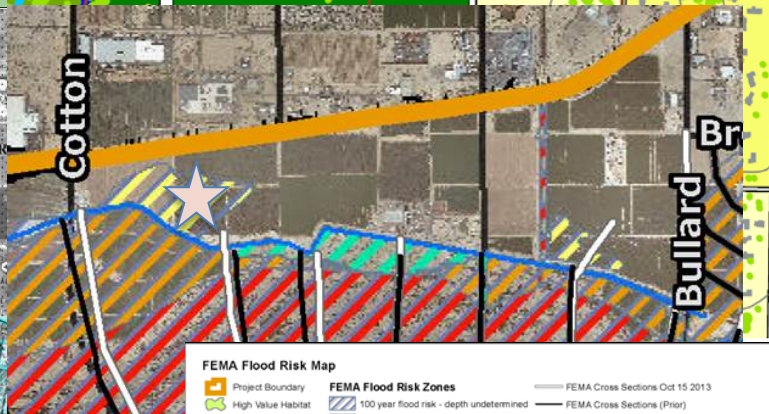 Cotton
Br
Bullard
FEMA Flood Risk Map
Project Boundary
High Value Habitat
FEMA Flood Risk Zones
100 year flood risk - depth undetermined
FEMA Cross Sections Oct 15 2013
FEMA Cross Sections (Prior)